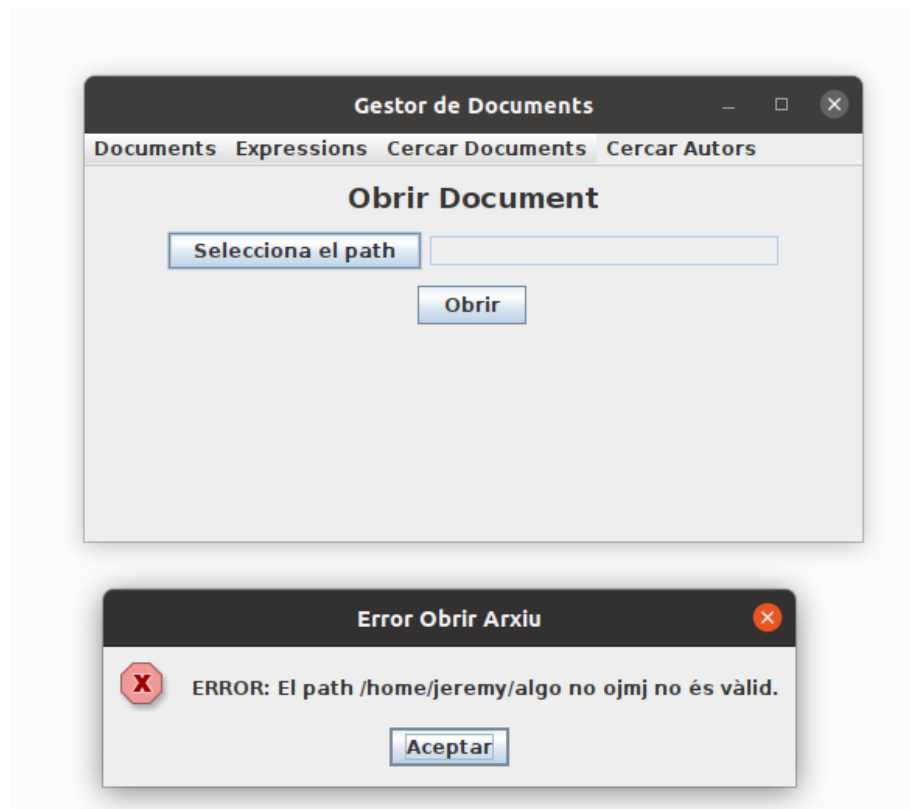 Gestor de Documents
Documents Expressions Cercar Documents Cercar Autors
Obrir Document
Selecciona el path
Obrir
Error Obrir Arxiu
X
ERROR: El path /home/jeremy/algo no ojmj no és vàlid.
Aceptar